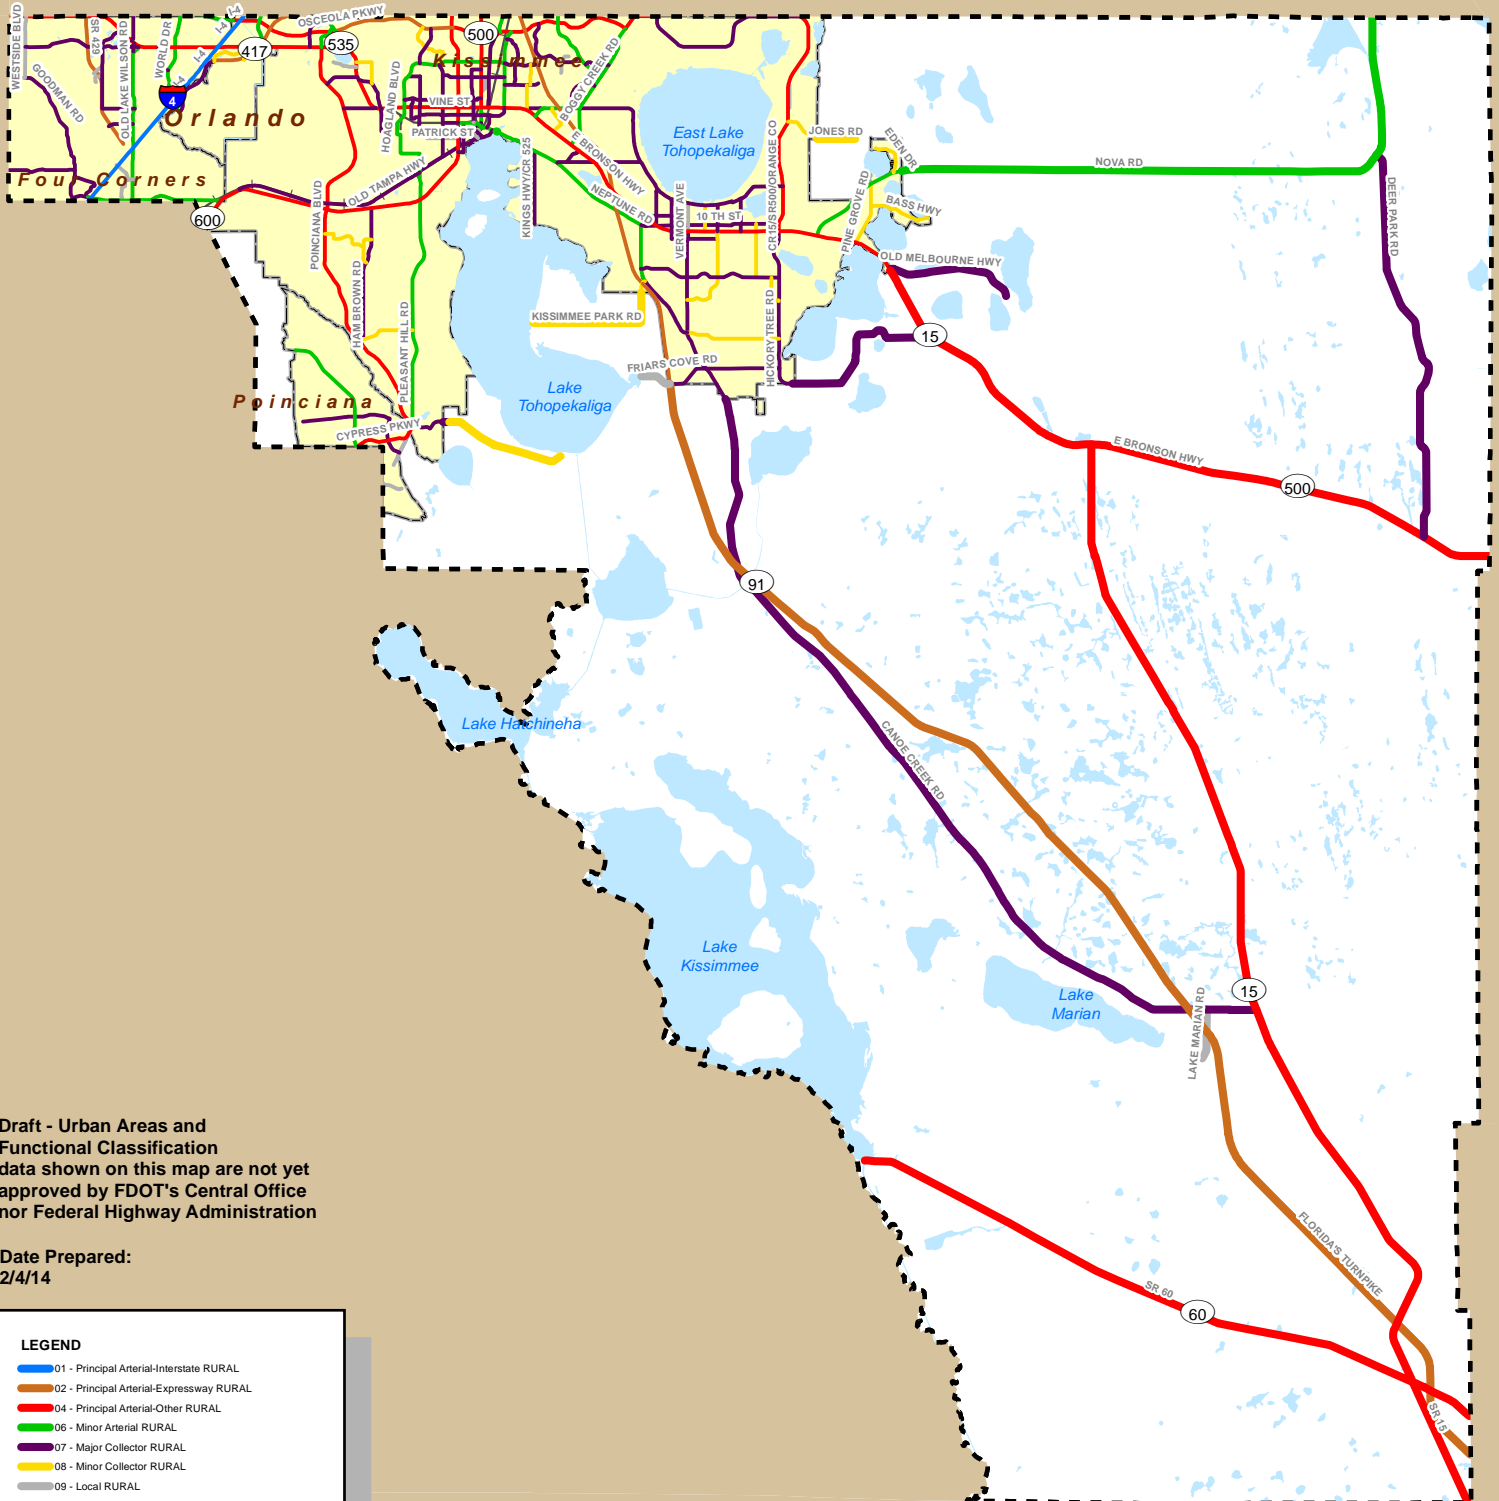 WESTSIDE BLVD
SR 429
OLD LAKE WILSON RD
WORLD DR
I-4
I-4
I-4
I-4
OSCEOLA PKWY
417
535
500
GOODMAN RD
4
Orlando
Kissimmee
HOAGLAND BLVD
VINE ST
PATRICK ST
BOGGY CREEK RD
E BRONSON HWY
East Lake
Tohopekaliga
CR15/SR500/ORANGE CO
JONES RD
EDEN DR
NOVA RD
DEER PARK RD
Four Corners
600
OLD TAMPA HWY
POINCIANA BLVD
KINGS HWY/CR 525
NEPTUNE RD
VERMONT AVE
10 TH ST
PINE GROVE RD
BASS HWY
OLD MELBOURNE HWY
HAM BROWN RD
PLEASANT HILL RD
KISSIMMEE PARK RD
HICKORY TREE RD
15
FRIARS COVE RD
Poinciana
CYPRESS PKWY
Lake
Tohopekaliga
E BRONSON HWY
500
91
Lake Hatchineha
CANOE CREEK RD
Lake
Kissimmee
Lake
Marian
LAKE MARIAN RD
15
Draft - Urban Areas and
Functional Classification
data shown on this map are not yet
approved by FDOT's Central Office
nor Federal Highway Administration
Date Prepared:
2/4/14
FLORIDA'S TURNPIKE
SR 60
60
SR 15
LEGEND
01 - Principal Arterial-Interstate RURAL
02 - Principal Arterial-Expressway RURAL
04 - Principal Arterial-Other RURAL
06 - Minor Arterial RURAL
07 - Major Collector RURAL
08 - Minor Collector RURAL
09 - Local RURAL